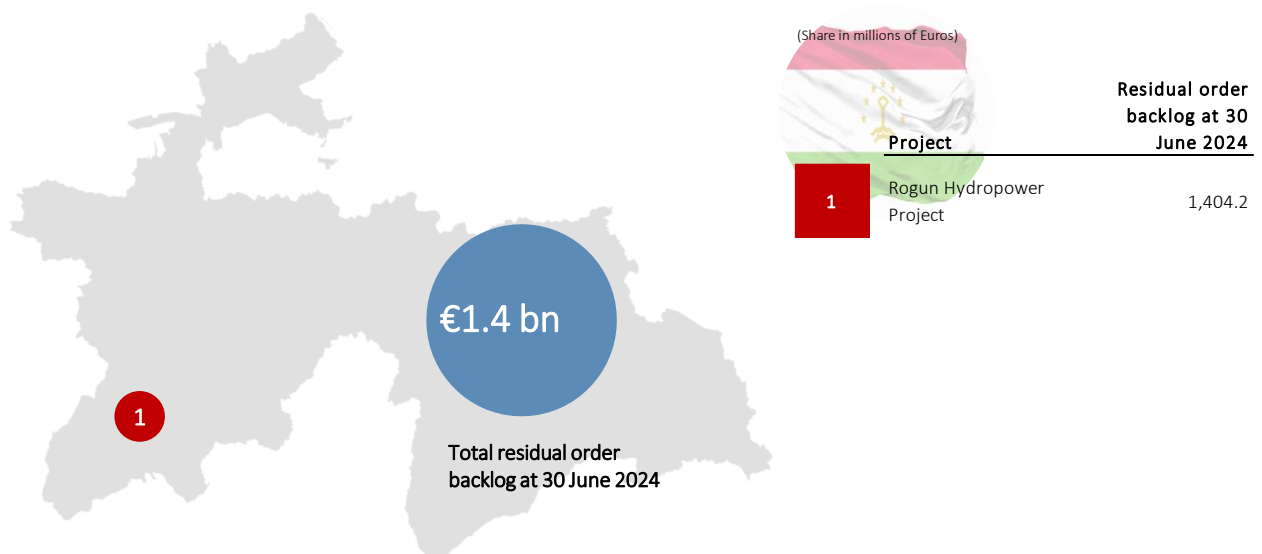 (Share in millions of Euros)
Residual order
backlog at 30
Project June 2024
1 Rogun Hydropower
Project 1,404.2
€1.4 bn
1
Total residual order
backlog at 30 June 2024